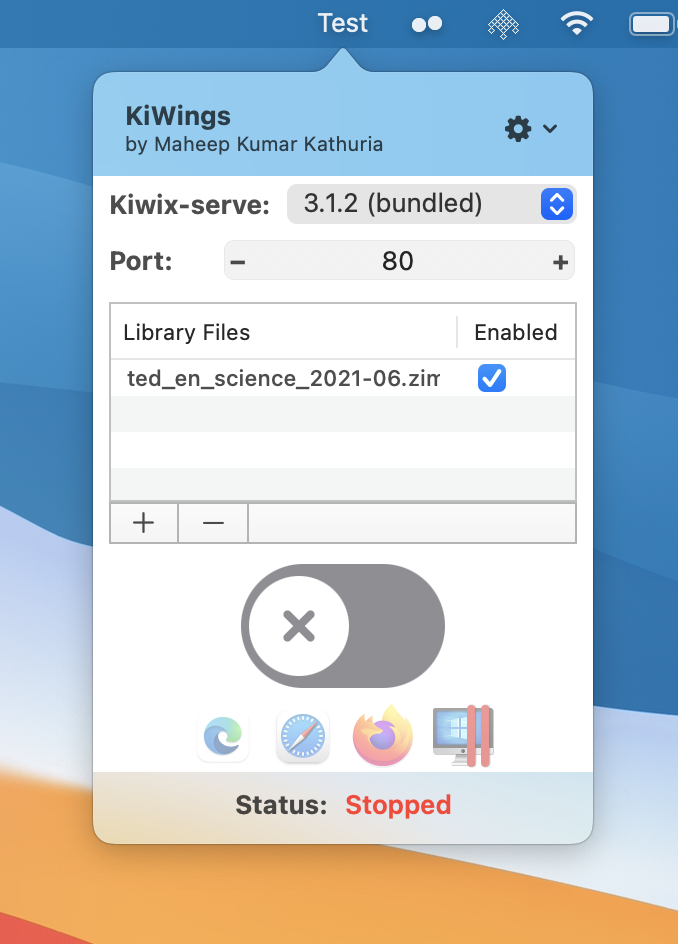 Test
KiWings
by Maheep Kumar Kathuria
Kiwix-serve: 3.1.2 (bundled)
Port: − 80 +
Library Files Enabled
ted_en_science_2021-06.zim
+ −
Status: Stopped